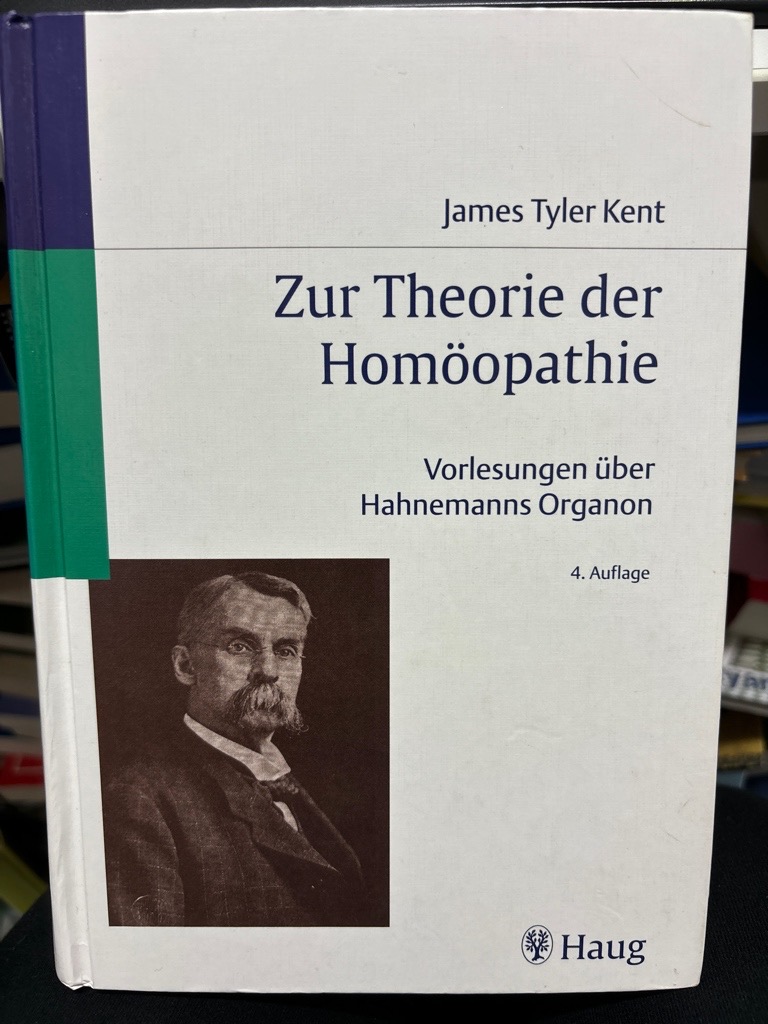 James Tyler Kent
Zur Theorie der
Homöopathie
Vorlesungen über
Hahnemanns Organon
4. Auflage
Haug